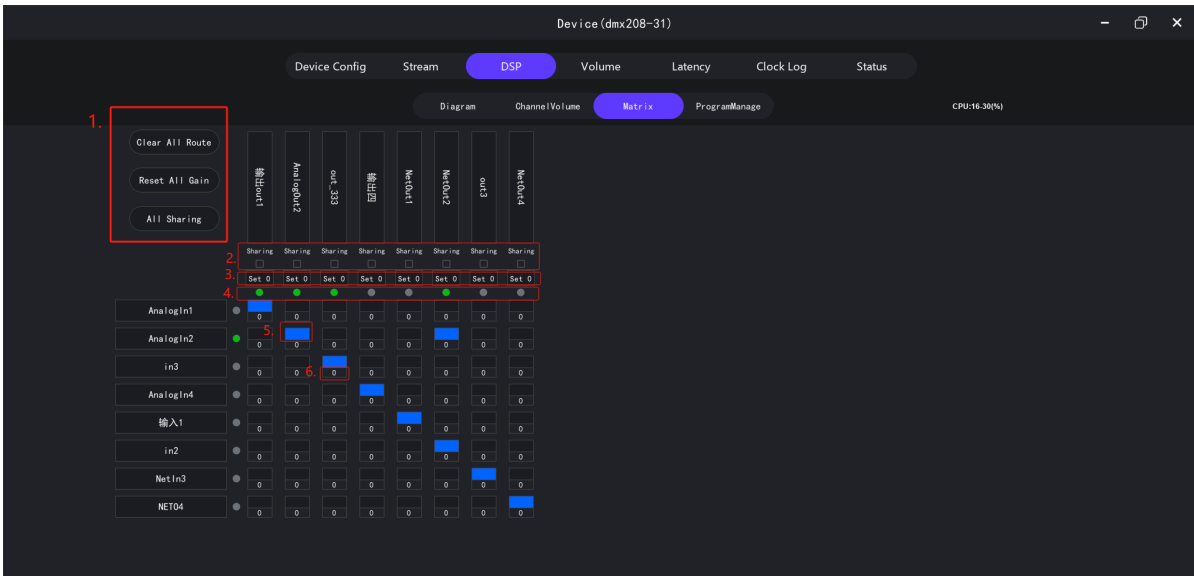 Device(dmx208-31)
Device Config Stream DSP Volume Latency Clock Log Status
Diagram ChannelVolume Matrix ProgramManage CPU:16-30(%)
1.
Clear All Route
Reset All Gain
All Sharing
输出out1 AnalogOut2 out_333 输出四 NetOut1 NetOut2 out3 NetOut4
Sharing Sharing Sharing Sharing Sharing Sharing Sharing Sharing
2.
3. Set 0 Set 0 Set 0 Set 0 Set 0 Set 0 Set 0 Set 0
4.
AnalogIn1 0 0 0 0 0 0 0 0
5.
AnalogIn2 0 0 0 0 0 0 0 0
in3 0 0 6. 0 0 0 0 0 0
AnalogIn4 0 0 0 0 0 0 0 0
输入1 0 0 0 0 0 0 0 0
in2 0 0 0 0 0 0 0 0
NetIn3 0 0 0 0 0 0 0 0
NETO4 0 0 0 0 0 0 0 0